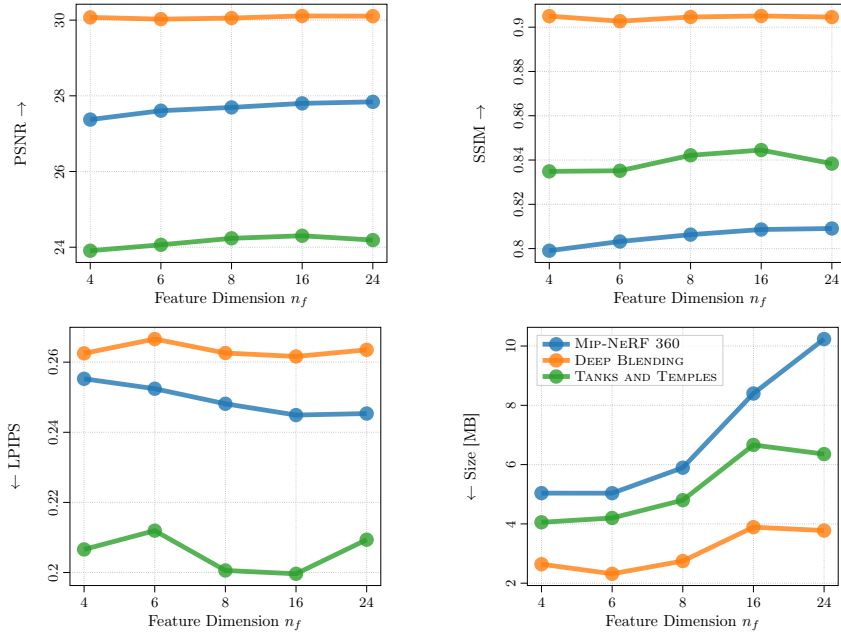 PSNR →
30
28
26
24
4 6 8 16 24
Feature Dimension n_f
SSIM →
0.9
0.88
0.86
0.84
0.82
0.8
4 6 8 16 24
Feature Dimension n_f
← LPIPS
0.26
0.24
0.22
0.2
4 6 8 16 24
Feature Dimension n_f
← Size [MB]
10
8
6
4
2
MIP-NERF 360
DEEP BLENDING
TANKS AND TEMPLES
4 6 8 16 24
Feature Dimension n_f